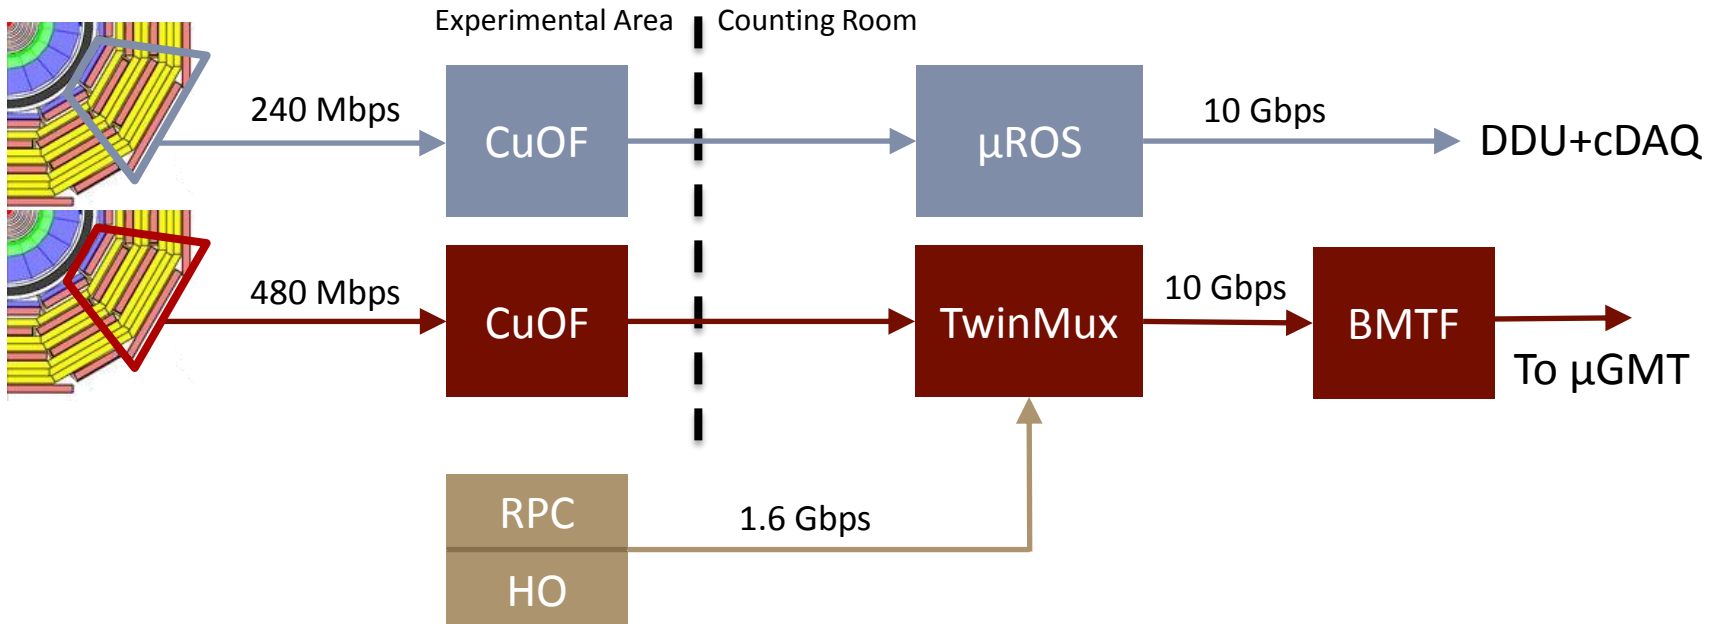 Experimental Area
Counting Room
240 Mbps
CuOF
μROS
10 Gbps
DDU+cDAQ
480 Mbps
CuOF
TwinMux
10 Gbps
BMTF
To μGMT
RPC
1.6 Gbps
HO